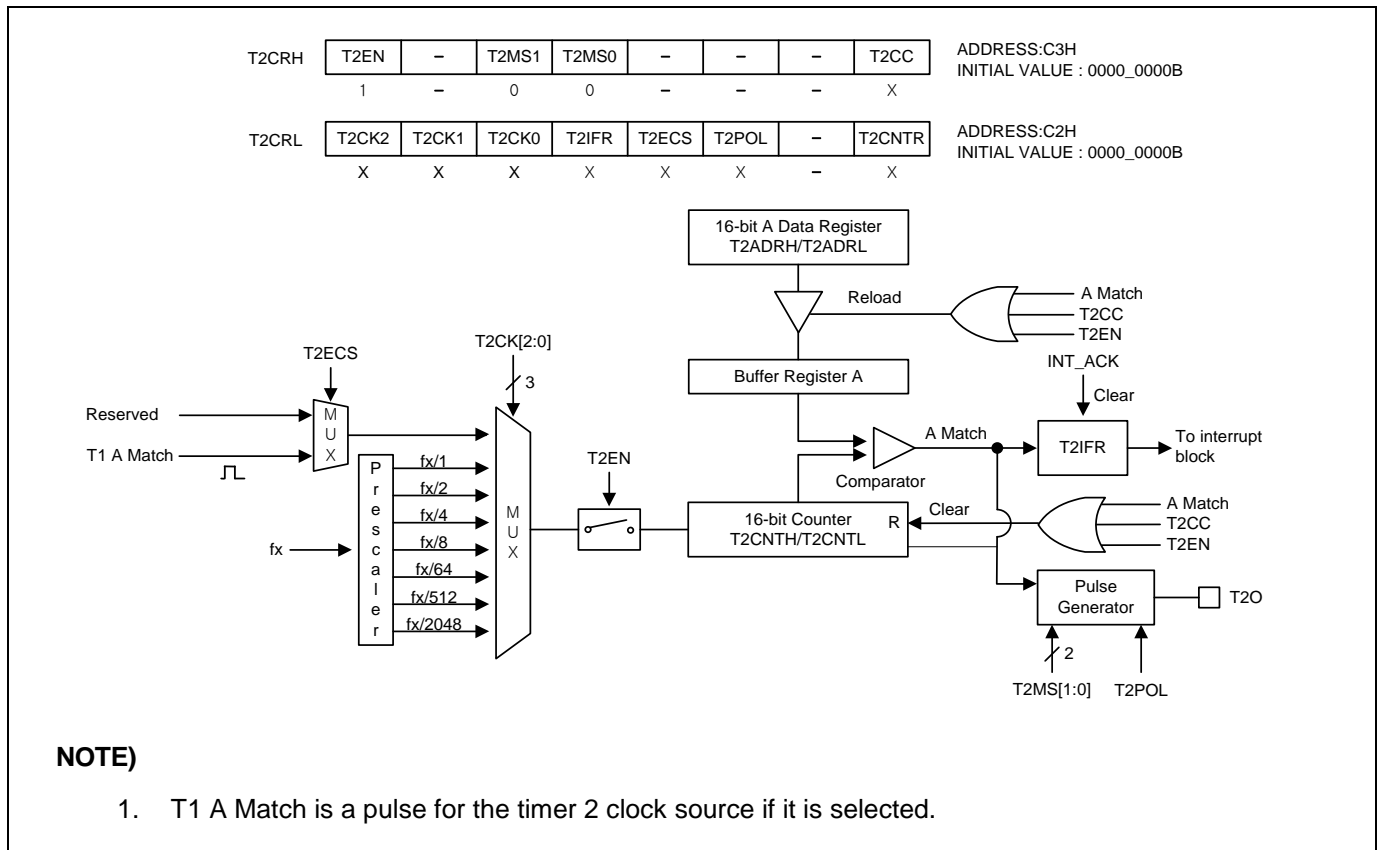 T2CRH T2EN – T2MS1 T2MS0 – – – T2CC ADDRESS:C3H
INITIAL VALUE : 0000_0000B
1 – 0 0 – – – X
T2CRL T2CK2 T2CK1 T2CK0 T2IFR T2ECS T2POL – T2CNTR ADDRESS:C2H
INITIAL VALUE : 0000_0000B
X X X X X X – X
16-bit A Data Register
T2ADRH/T2ADRL
Reload
A Match
T2CC
T2EN
T2CK[2:0]
3
T2ECS
Buffer Register A
INT_ACK
Clear
Reserved
T1 A Match
MUX
A Match
T2IFR
To interrupt
block
Comparator
T2EN
fx
Prescaler
fx/1
fx/2
fx/4
fx/8
fx/64
fx/512
fx/2048
MUX
16-bit Counter
T2CNTH/T2CNTL
R
Clear
A Match
T2CC
T2EN
Pulse
Generator
T2O
2
T2MS[1:0]
T2POL
NOTE)
1. T1 A Match is a pulse for the timer 2 clock source if it is selected.